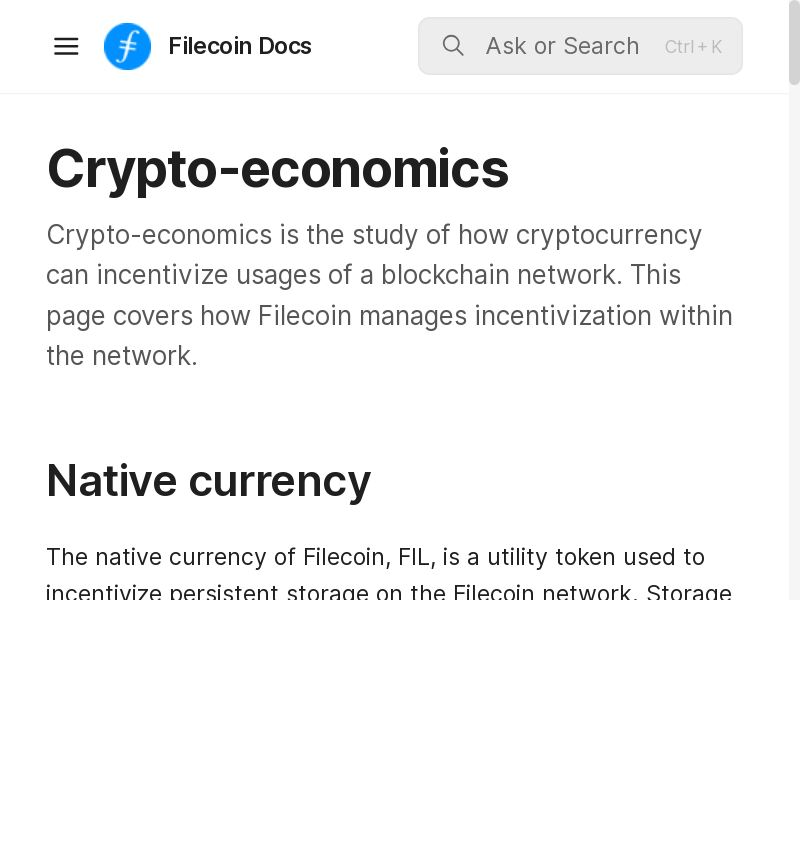 Filecoin Docs
Ask or Search Ctrl + K
Crypto-economics
Crypto-economics is the study of how cryptocurrency
can incentivize usages of a blockchain network. This
page covers how Filecoin manages incentivization within
the network.
Native currency
The native currency of Filecoin, FIL, is a utility token used to
incentivize persistent storage on the Filecoin network. Storage